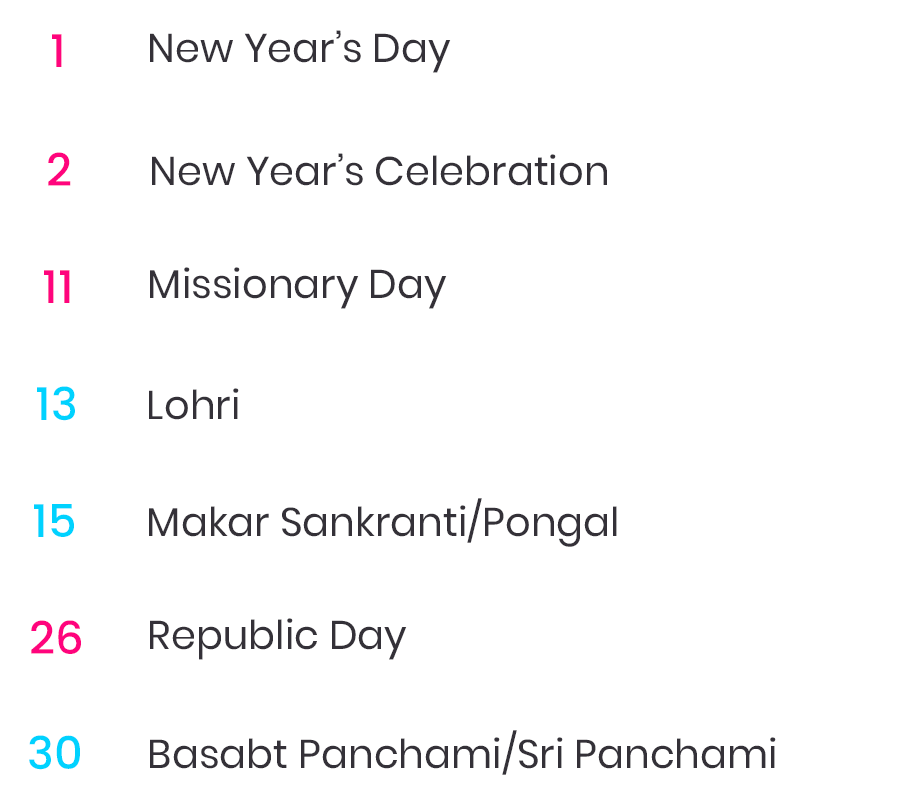 1 New Year’s Day
2 New Year’s Celebration
11 Missionary Day
13 Lohri
15 Makar Sankranti/Pongal
26 Republic Day
30 Basabt Panchami/Sri Panchami